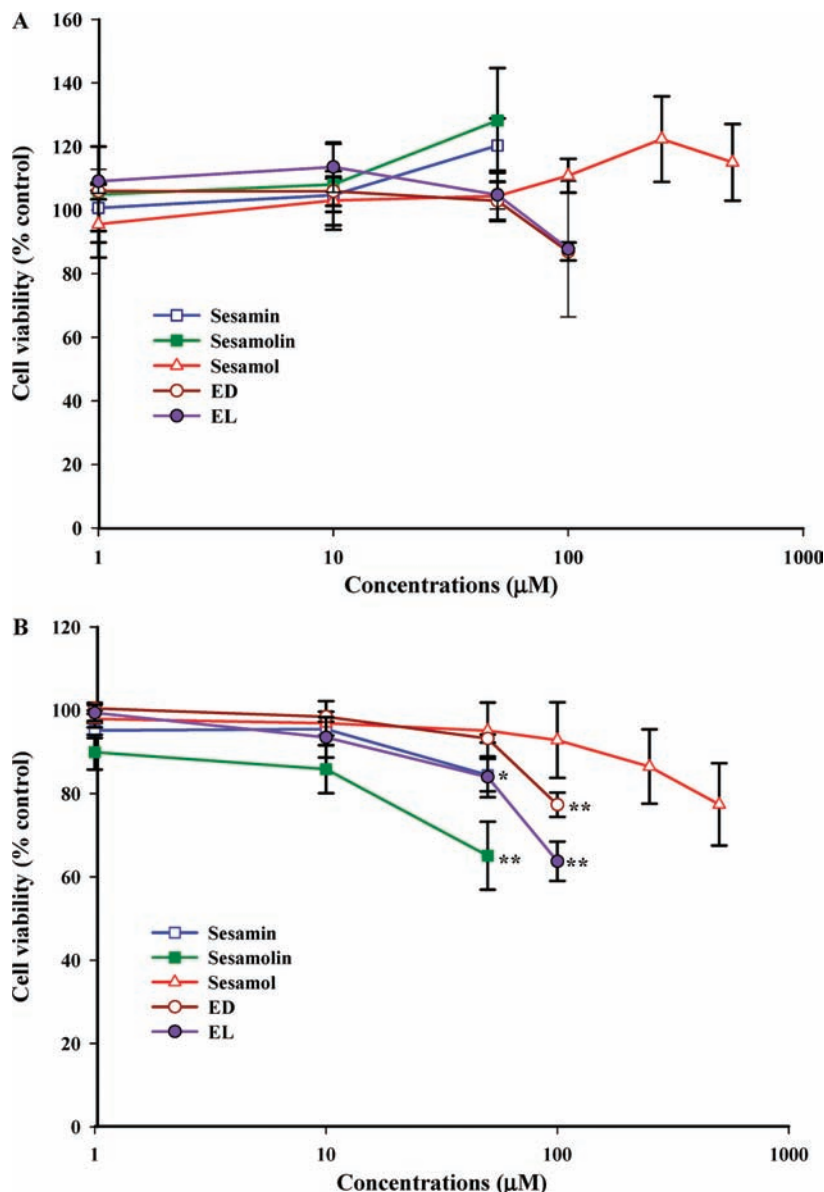 A
160
140
120
100
80
60
40
20
0
Cell viability (% control)
Sesamin
Sesamolin
Sesamol
ED
EL
1
10
100
1000
Concentrations (μM)
B
120
100
80
60
40
20
0
Cell viability (% control)
*
**
**
**
Sesamin
Sesamolin
Sesamol
ED
EL
1
10
100
1000
Concentrations (μM)